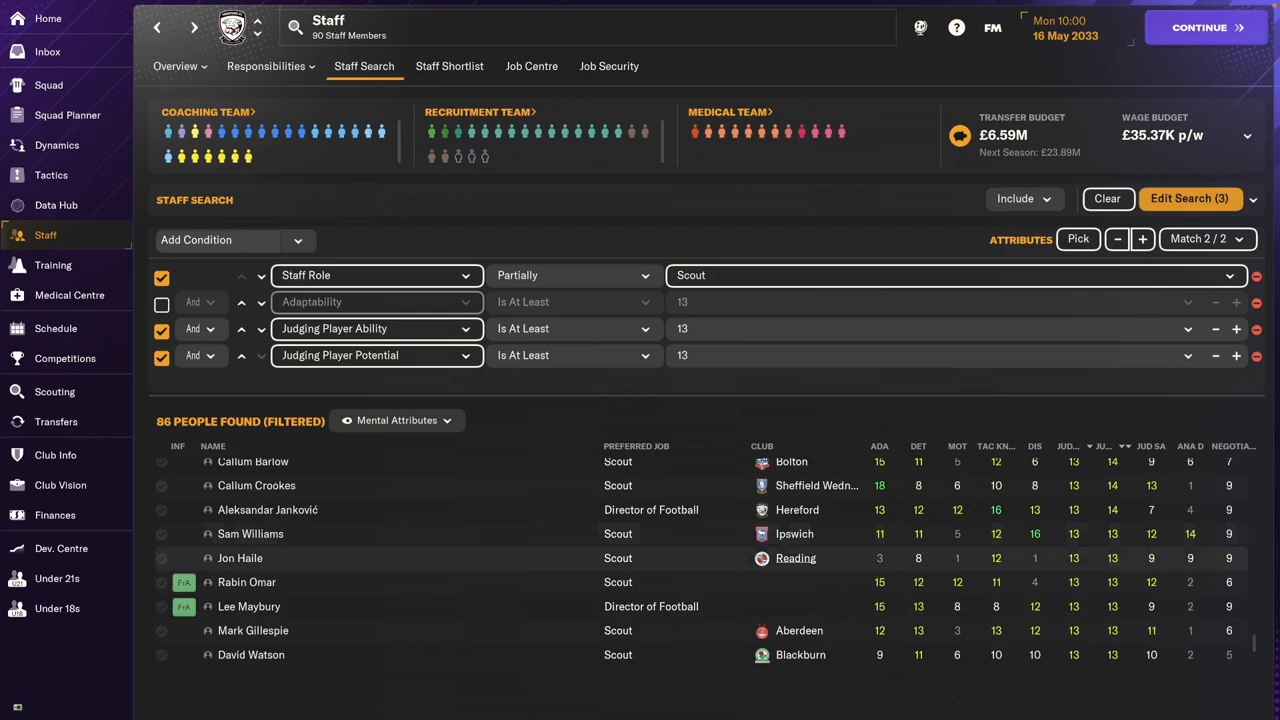 Home
Inbox
Squad
Squad Planner
Dynamics
Tactics
Data Hub
Staff
Training
Medical Centre
Schedule
Competitions
Scouting
Transfers
Club Info
Club Vision
Finances
Dev. Centre
Under 21s
Under 18s
Staff
90 Staff Members
FM
Mon 10:00
16 May 2033
CONTINUE
Overview Responsibilities Staff Search Staff Shortlist Job Centre Job Security
COACHING TEAM>
RECRUITMENT TEAM>
MEDICAL TEAM>
TRANSFER BUDGET
£6.59M
Next Season: £23.89M
WAGE BUDGET
£35.37K p/w
STAFF SEARCH
Include Clear Edit Search (3)
Add Condition
ATTRIBUTES Pick - + Match 2 / 2
Staff Role Partially Scout
And Adaptability Is At Least 13 - +
And Judging Player Ability Is At Least 13 - +
And Judging Player Potential Is At Least 13 - +
86 PEOPLE FOUND (FILTERED) Mental Attributes
INF NAME PREFERRED JOB CLUB ADA DET MOT TAC KN... DIS JUD... JU... JUD SA ANA D NEGOTIA...
Callum Barlow Scout Bolton 15 11 5 12 6 13 14 9 6 7
Callum Crookes Scout Sheffield Wedn... 18 8 6 10 8 13 14 13 1 9
Aleksandar Janković Director of Football Hereford 13 12 12 16 13 13 14 7 4 9
Sam Williams Scout Ipswich 11 11 5 12 16 13 13 12 14 9
Jon Haile Scout Reading 3 8 1 12 1 13 13 9 9 9
FrA Rabin Omar Scout 15 12 12 11 4 13 13 12 2 6
FrA Lee Maybury Director of Football 15 13 8 8 12 13 13 9 2 9
Mark Gillespie Scout Aberdeen 12 13 3 13 12 13 13 11 1 6
David Watson Scout Blackburn 9 11 6 10 10 13 13 10 2 5